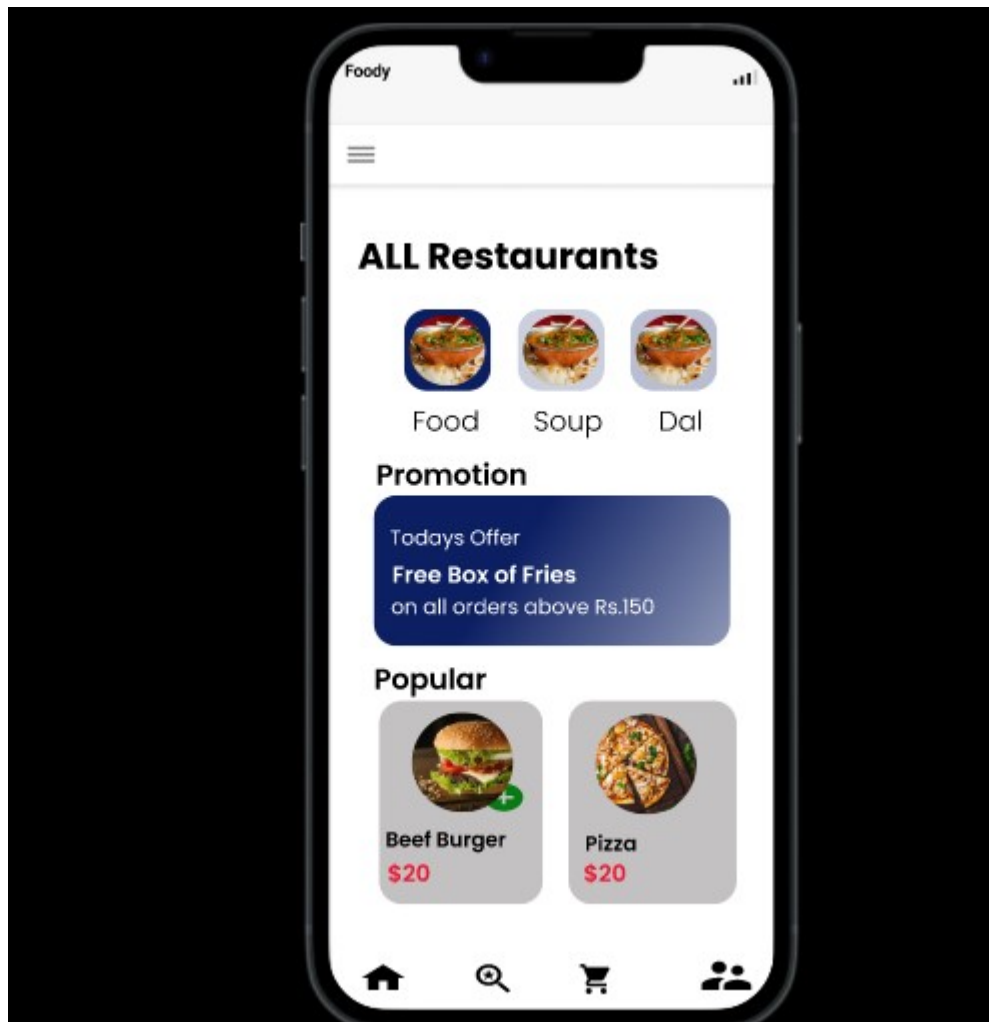 Foody
ALL Restaurants
Food Soup Dal
Promotion
Todays Offer
Free Box of Fries
on all orders above Rs.150
Popular
Beef Burger
$20
Pizza
$20